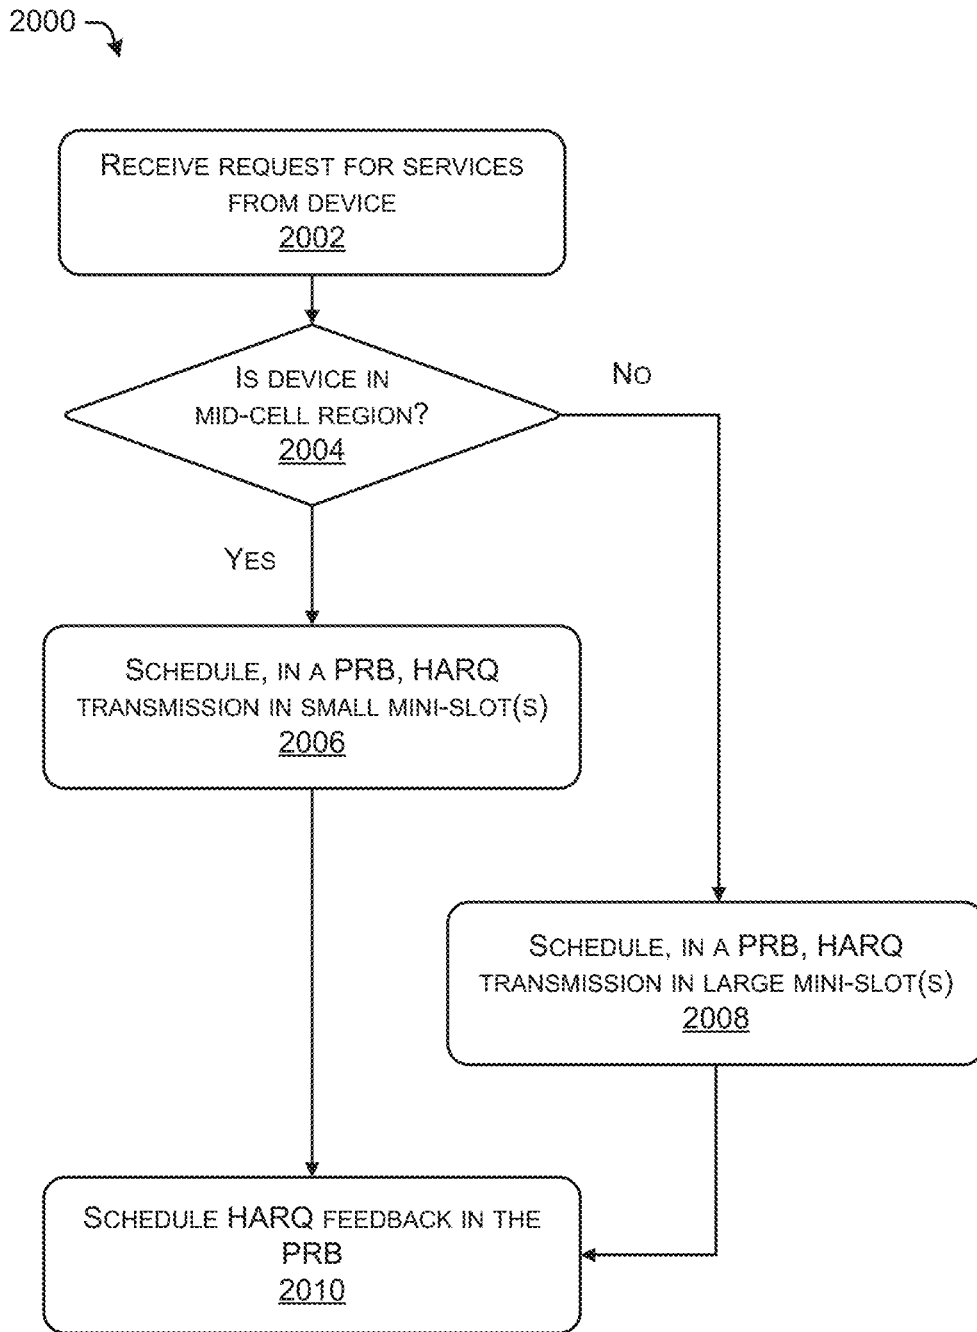 2000
RECEIVE REQUEST FOR SERVICES
FROM DEVICE
2002
IS DEVICE IN
MID-CELL REGION?
2004
NO
YES
SCHEDULE, IN A PRB, HARQ
TRANSMISSION IN SMALL MINI-SLOT(S)
2006
SCHEDULE, IN A PRB, HARQ
TRANSMISSION IN LARGE MINI-SLOT(S)
2008
SCHEDULE HARQ FEEDBACK IN THE
PRB
2010